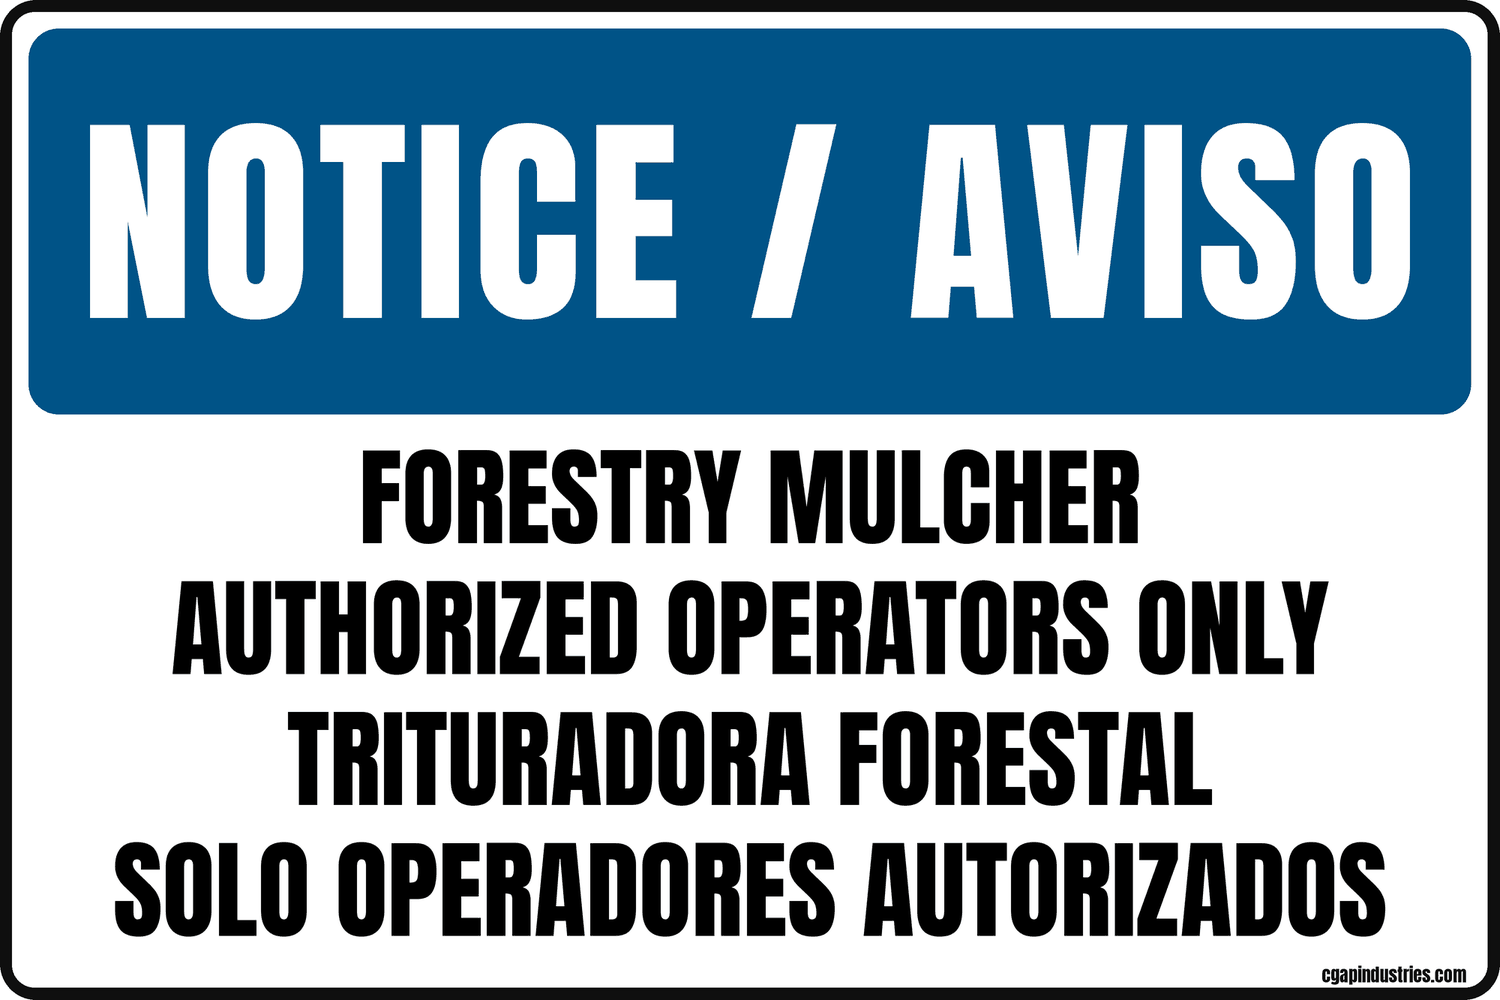 NOTICE / AVISO
FORESTRY MULCHER
AUTHORIZED OPERATORS ONLY
TRITURADORA FORESTAL
SOLO OPERADORES AUTORIZADOS
cgapindustries.com